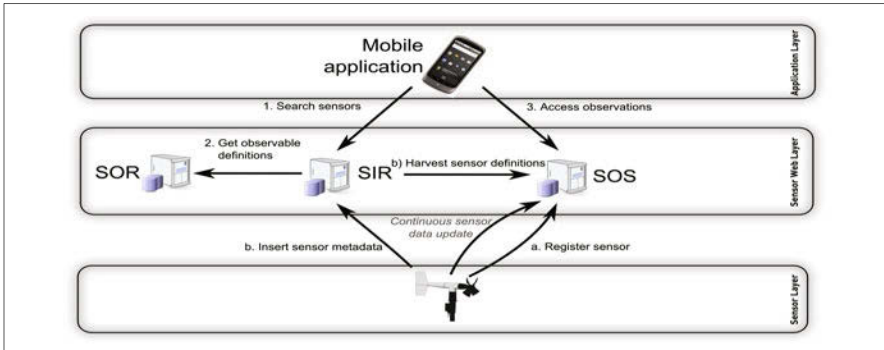 Mobile
application
Application Layer
1. Search sensors
3. Access observations
2. Get observable
definitions
b) Harvest sensor definitions
SOR
SIR
SOS
Sensor Web Layer
Continuous sensor
data update
b. Insert sensor metadata
a. Register sensor
Sensor Layer